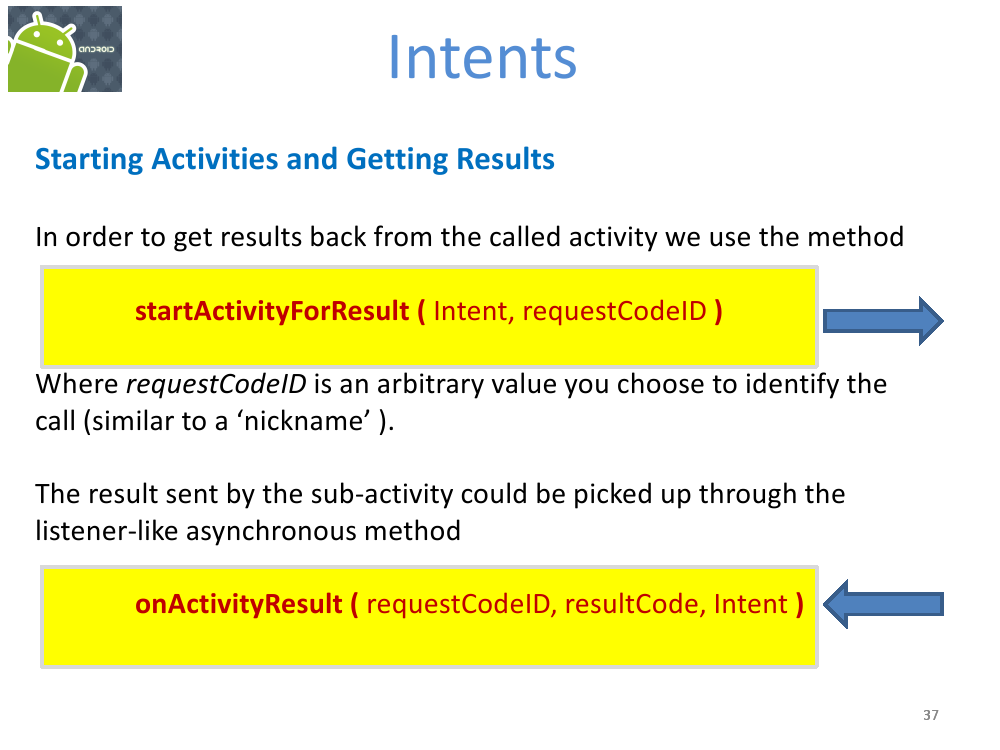 ANDROID
Intents
Starting Activities and Getting Results
In order to get results back from the called activity we use the method
startActivityForResult ( Intent, requestCodeID )
Where requestCodeID is an arbitrary value you choose to identify the
call (similar to a ‘nickname’ ).
The result sent by the sub-activity could be picked up through the
listener-like asynchronous method
onActivityResult ( requestCodeID, resultCode, Intent )
37